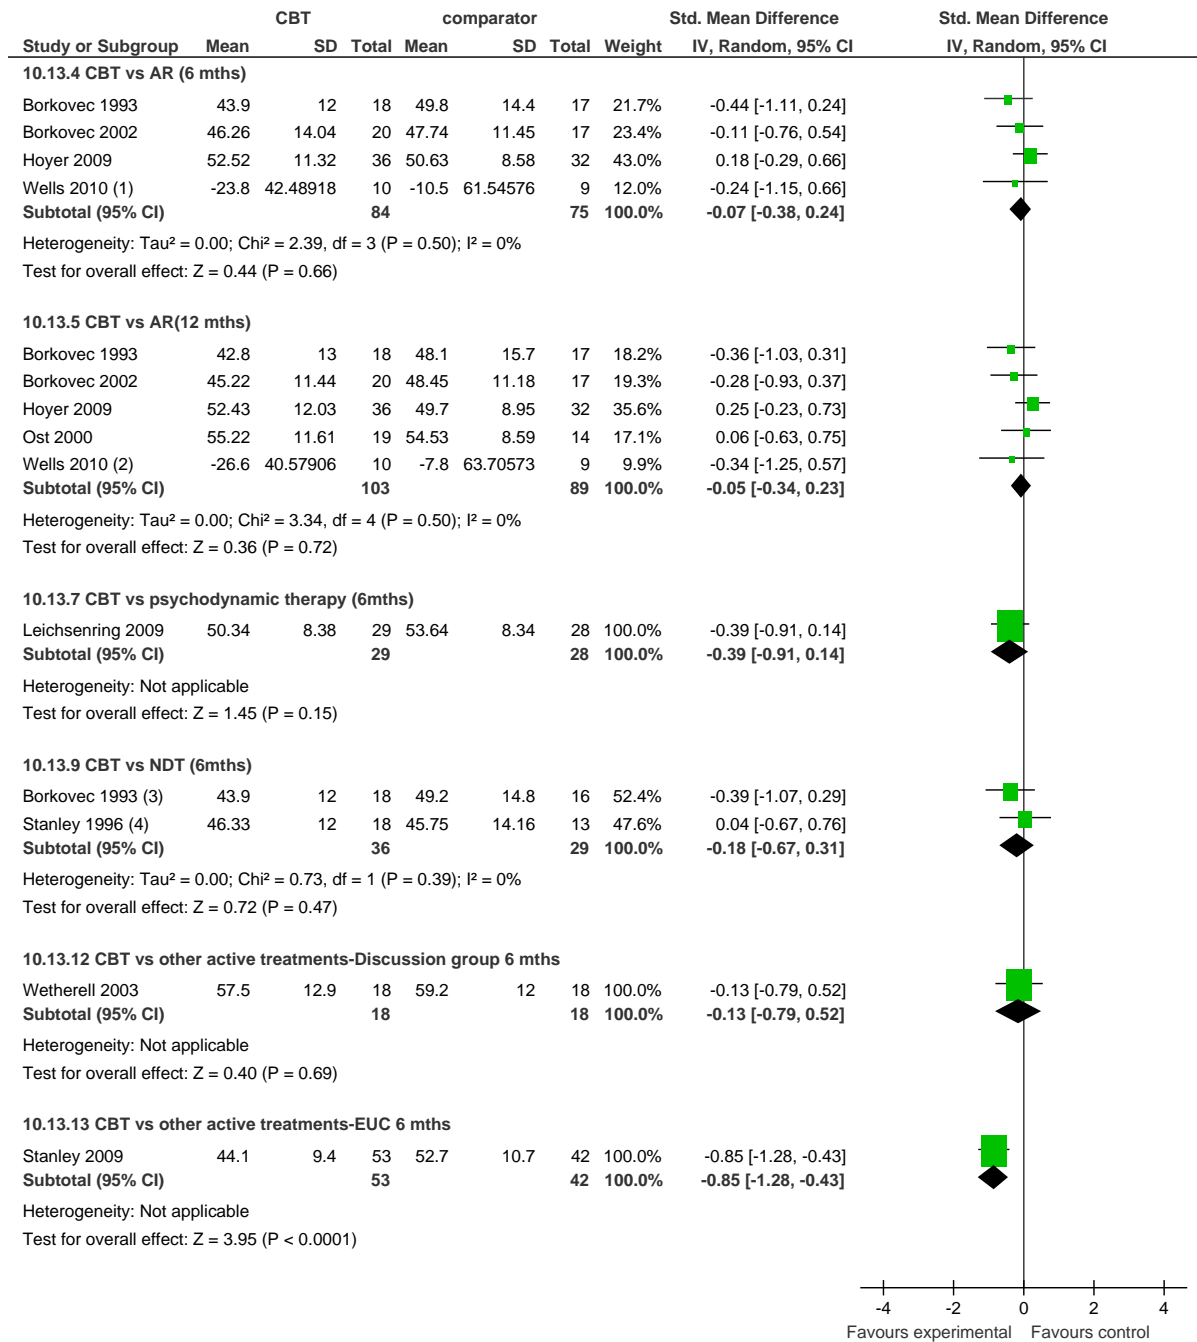 CBT comparator Std. Mean Difference Std. Mean Difference
Study or Subgroup Mean SD Total Mean SD Total Weight IV, Random, 95% CI IV, Random, 95% CI
10.13.4 CBT vs AR (6 mths)
Borkovec 1993 43.9 12 18 49.8 14.4 17 21.7% -0.44 [-1.11, 0.24]
Borkovec 2002 46.26 14.04 20 47.74 11.45 17 23.4% -0.11 [-0.76, 0.54]
Hoyer 2009 52.52 11.32 36 50.63 8.58 32 43.0% 0.18 [-0.29, 0.66]
Wells 2010 (1) -23.8 42.48918 10 -10.5 61.54576 9 12.0% -0.24 [-1.15, 0.66]
Subtotal (95% CI) 84 75 100.0% -0.07 [-0.38, 0.24]
Heterogeneity: Tau² = 0.00; Chi² = 2.39, df = 3 (P = 0.50); I² = 0%
Test for overall effect: Z = 0.44 (P = 0.66)
10.13.5 CBT vs AR(12 mths)
Borkovec 1993 42.8 13 18 48.1 15.7 17 18.2% -0.36 [-1.03, 0.31]
Borkovec 2002 45.22 11.44 20 48.45 11.18 17 19.3% -0.28 [-0.93, 0.37]
Hoyer 2009 52.43 12.03 36 49.7 8.95 32 35.6% 0.25 [-0.23, 0.73]
Ost 2000 55.22 11.61 19 54.53 8.59 14 17.1% 0.06 [-0.63, 0.75]
Wells 2010 (2) -26.6 40.57906 10 -7.8 63.70573 9 9.9% -0.34 [-1.25, 0.57]
Subtotal (95% CI) 103 89 100.0% -0.05 [-0.34, 0.23]
Heterogeneity: Tau² = 0.00; Chi² = 3.34, df = 4 (P = 0.50); I² = 0%
Test for overall effect: Z = 0.36 (P = 0.72)
10.13.7 CBT vs psychodynamic therapy (6mths)
Leichsenring 2009 50.34 8.38 29 53.64 8.34 28 100.0% -0.39 [-0.91, 0.14]
Subtotal (95% CI) 29 28 100.0% -0.39 [-0.91, 0.14]
Heterogeneity: Not applicable
Test for overall effect: Z = 1.45 (P = 0.15)
10.13.9 CBT vs NDT (6mths)
Borkovec 1993 (3) 43.9 12 18 49.2 14.8 16 52.4% -0.39 [-1.07, 0.29]
Stanley 1996 (4) 46.33 12 18 45.75 14.16 13 47.6% 0.04 [-0.67, 0.76]
Subtotal (95% CI) 36 29 100.0% -0.18 [-0.67, 0.31]
Heterogeneity: Tau² = 0.00; Chi² = 0.73, df = 1 (P = 0.39); I² = 0%
Test for overall effect: Z = 0.72 (P = 0.47)
10.13.12 CBT vs other active treatments-Discussion group 6 mths
Wetherell 2003 57.5 12.9 18 59.2 12 18 100.0% -0.13 [-0.79, 0.52]
Subtotal (95% CI) 18 18 100.0% -0.13 [-0.79, 0.52]
Heterogeneity: Not applicable
Test for overall effect: Z = 0.40 (P = 0.69)
10.13.13 CBT vs other active treatments-EUC 6 mths
Stanley 2009 44.1 9.4 53 52.7 10.7 42 100.0% -0.85 [-1.28, -0.43]
Subtotal (95% CI) 53 42 100.0% -0.85 [-1.28, -0.43]
Heterogeneity: Not applicable
Test for overall effect: Z = 3.95 (P < 0.0001)
-4 -2 0 2 4
Favours experimental Favours control